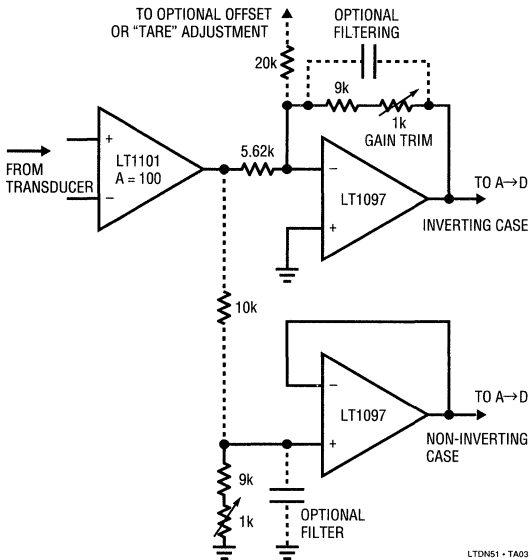 TO OPTIONAL OFFSET
OR "TARE" ADJUSTMENT
OPTIONAL
FILTERING
20k
9k
1k
GAIN TRIM
5.62k
FROM
TRANSDUCER
+
LT1101
A = 100
–
–
LT1097
+
TO A→D
INVERTING CASE
10k
–
LT1097
+
TO A→D
NON-INVERTING
CASE
9k
1k
OPTIONAL
FILTER
LTDN51 • TA03